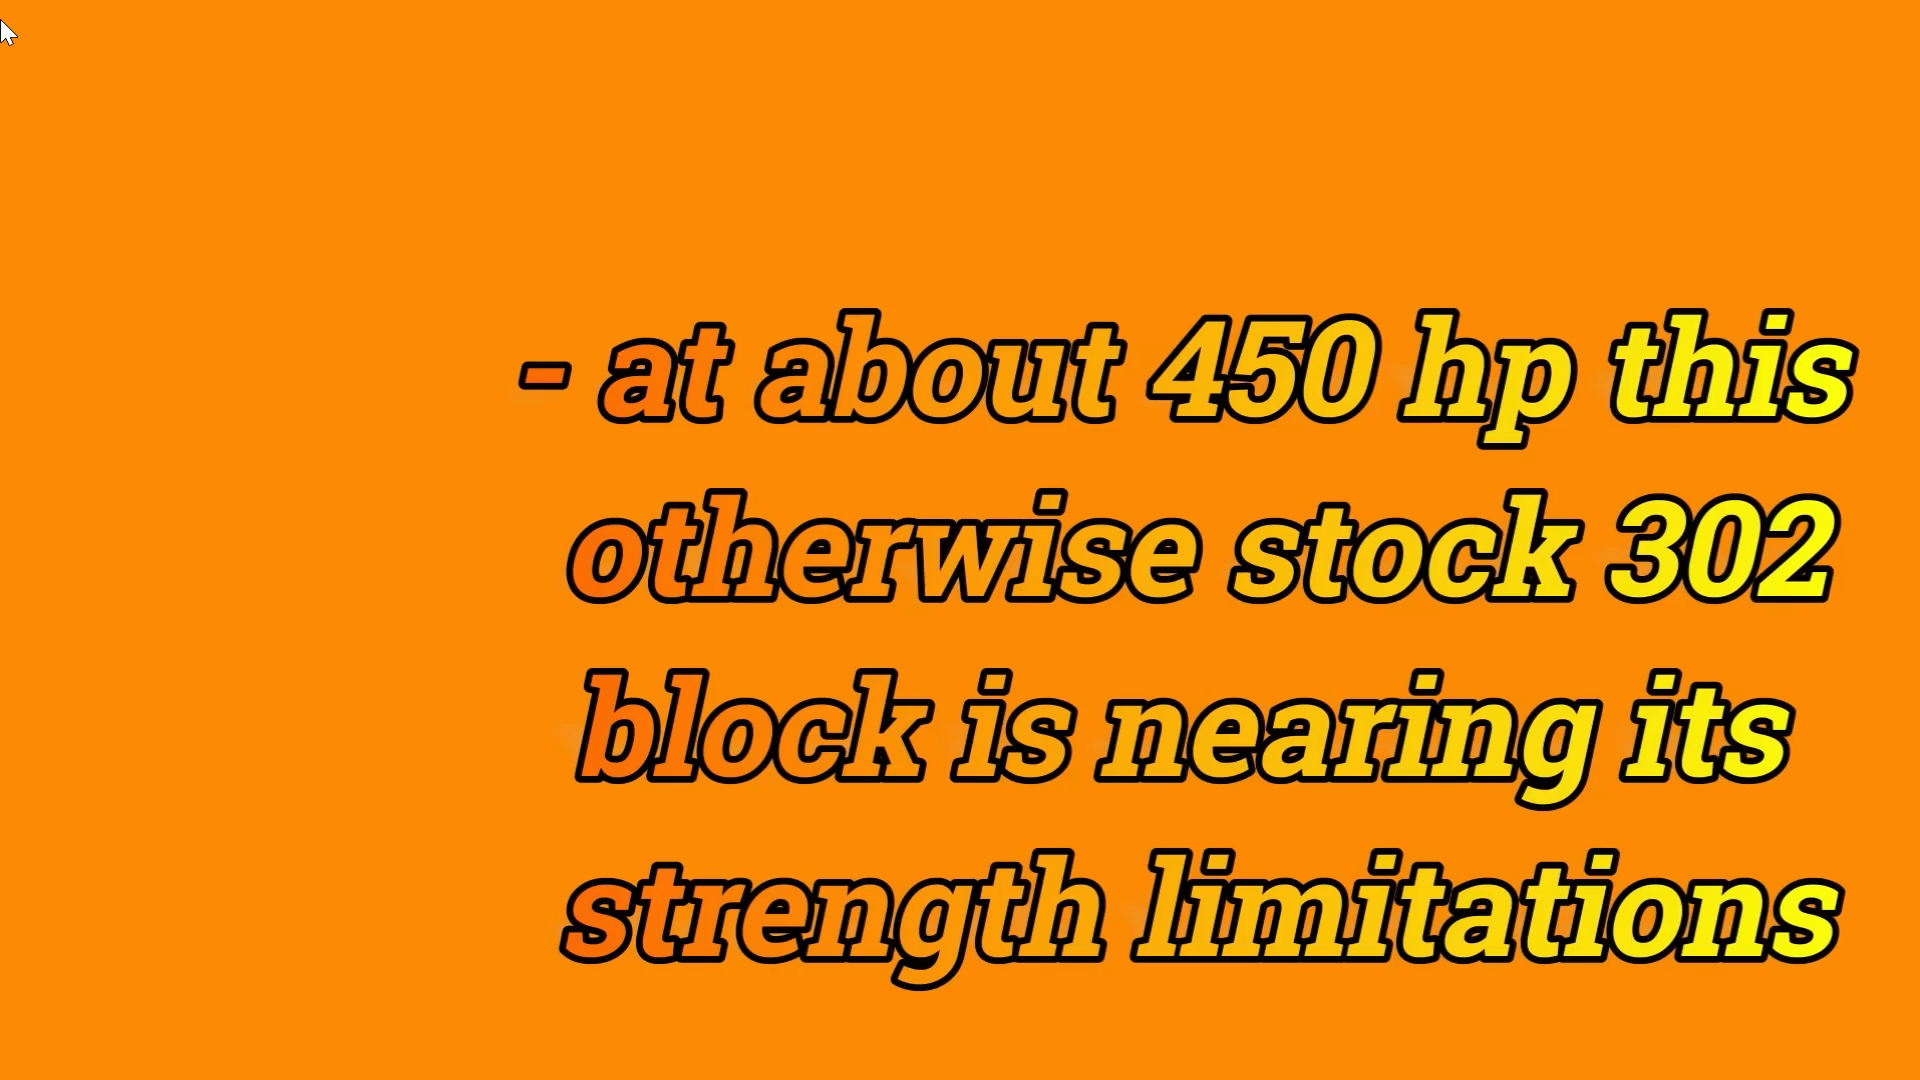 - at about 450 hp this
otherwise stock 302
block is nearing its
strength limitations